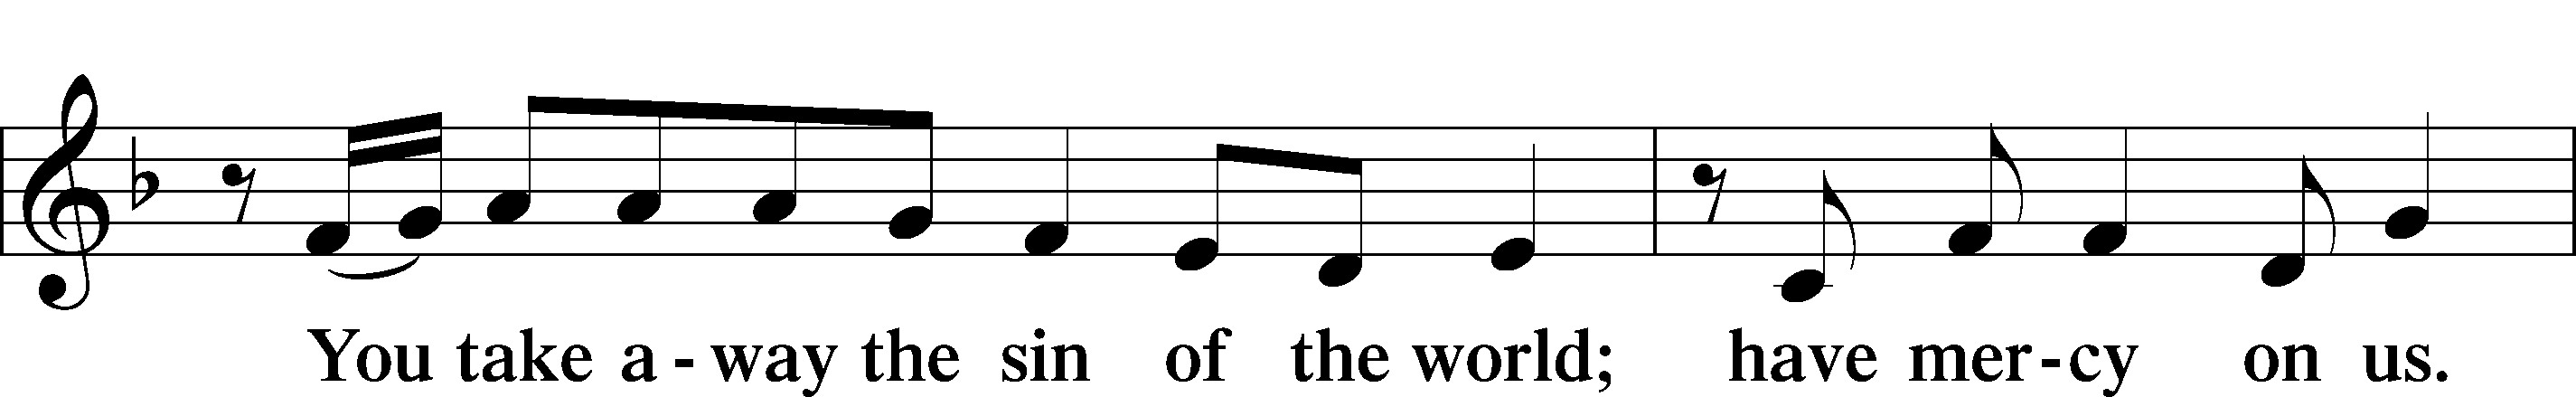 You take a - way the sin of the world; have mer - cy on us.